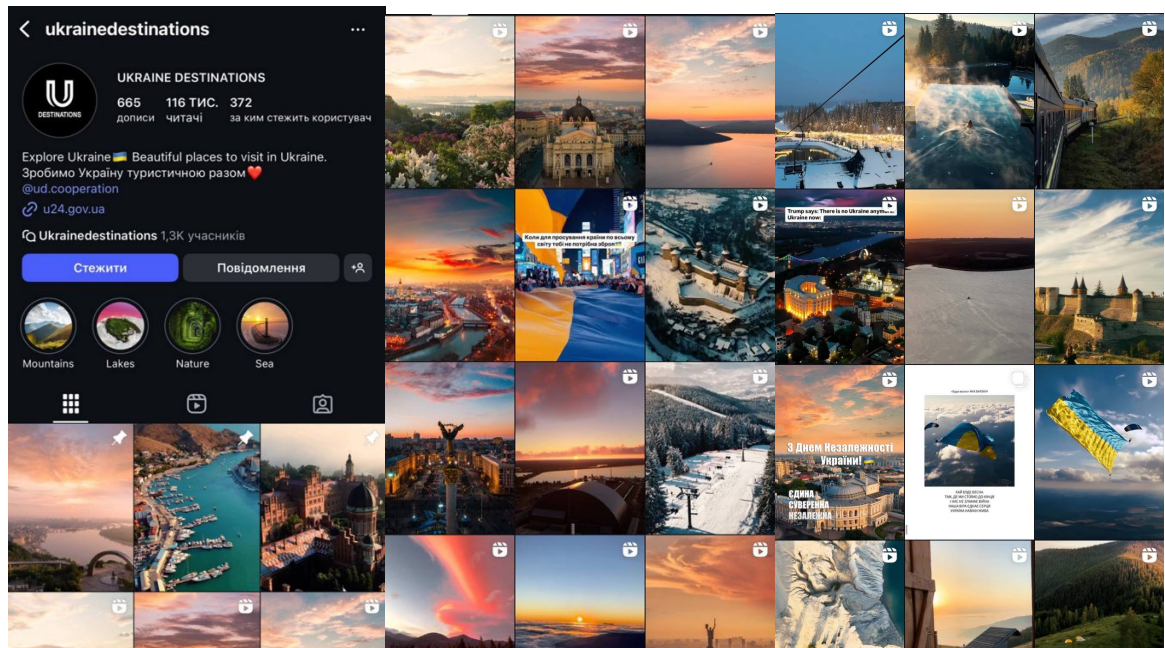 ukrainedestinations
U
DESTINATIONS
UKRAINE DESTINATIONS
665 116 ТИС. 372
дописи читачі за ким стежить користувач
Explore Ukraine🇺🇦 Beautiful places to visit in Ukraine.
Зробимо Україну туристичною разом❤️
@ud.cooperation
u24.gov.ua
Ukrainedestinations 1,3K учасників
Стежити Повідомлення
Mountains Lakes Nature Sea
Коли для просування країни по всьому
світу тобі не потрібна зброя
Trump says: There is no Ukraine
Ukraine now:
З Днем Незалежності
України!
ЄДИНА
СУВЕРЕННА
НЕЗАЛЕЖНА